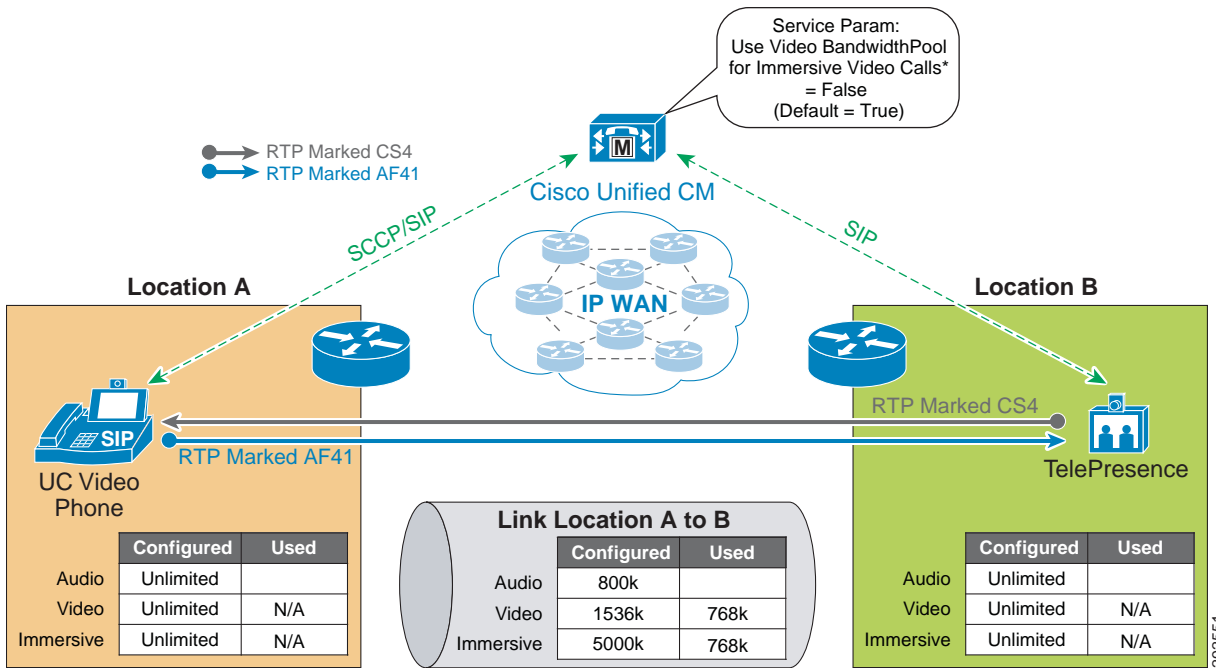 Service Param:
Use Video BandwidthPool
for Immersive Video Calls*
= False
(Default = True)
RTP Marked CS4
RTP Marked AF41
M
Cisco Unified CM
SCCP/SIP
SIP
IP WAN
Location A
Location B
SIP
UC Video
Phone
RTP Marked CS4
RTP Marked AF41
TelePresence
Configured Used
Audio Unlimited
Video Unlimited N/A
Immersive Unlimited N/A
Link Location A to B
Configured Used
Audio 800k
Video 1536k 768k
Immersive 5000k 768k
Configured Used
Audio Unlimited
Video Unlimited N/A
Immersive Unlimited N/A